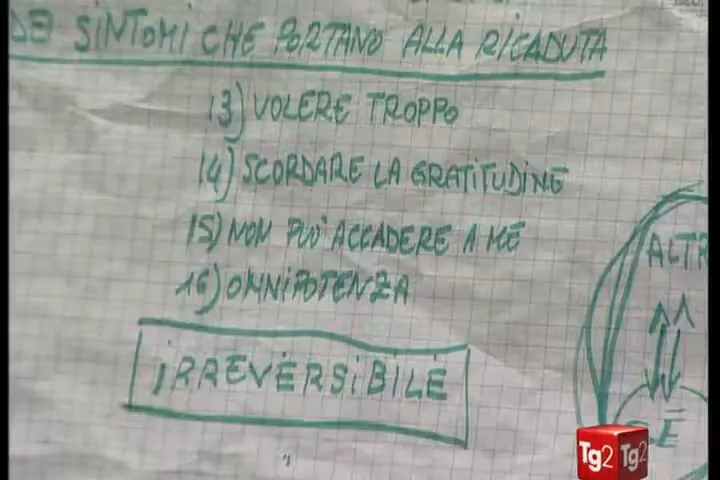 DEI SINTOMI CHE PORTANO ALLA RICADUTA
13) VOLERE TROPPO
14) SCORDARE LA GRATITUDINE
15) NON PUÒ ACCADERE A ME
16) OMNIPOTENZA
IRREVERSIBILE
ALTR
E
Tg2 Tg2